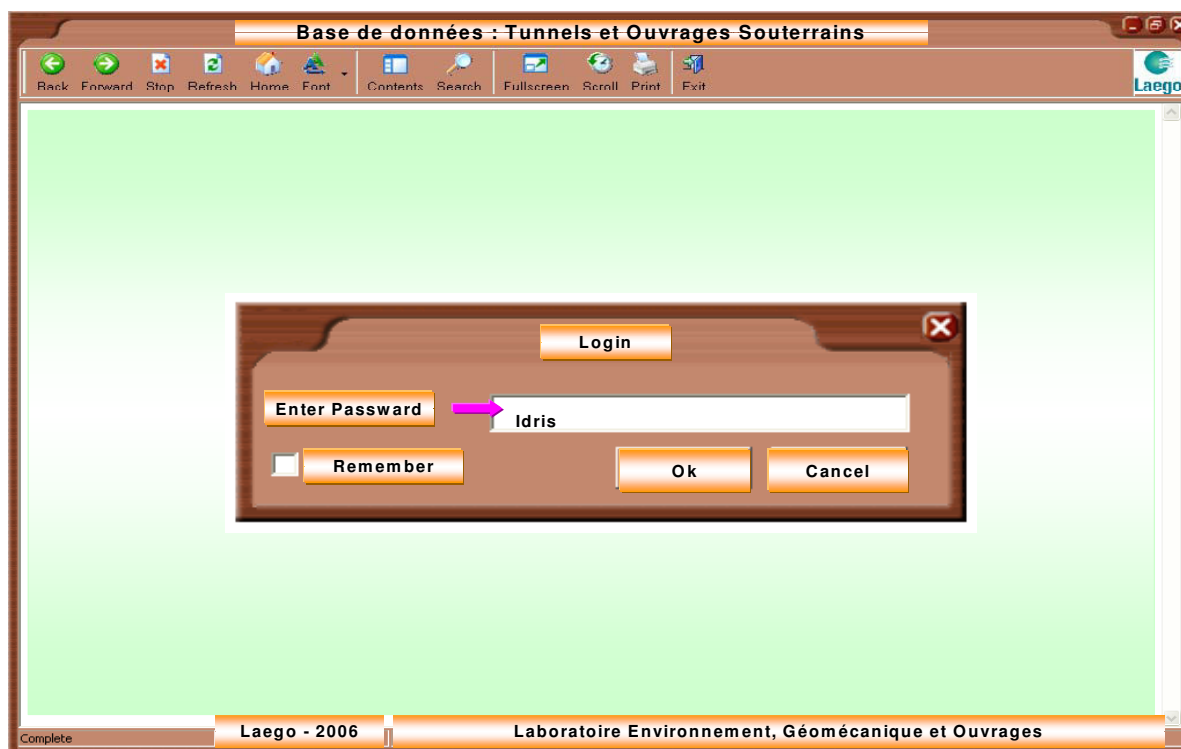 Base de données : Tunnels et Ouvrages Souterrains
Back Forward Stop Refresh Home Font Contents Search Fullscreen Scroll Print Exit
Laego
Login
Enter Passward
Idris
Remember
Ok
Cancel
Complete
Laego - 2006
Laboratoire Environnement, Géomécanique et Ouvrages